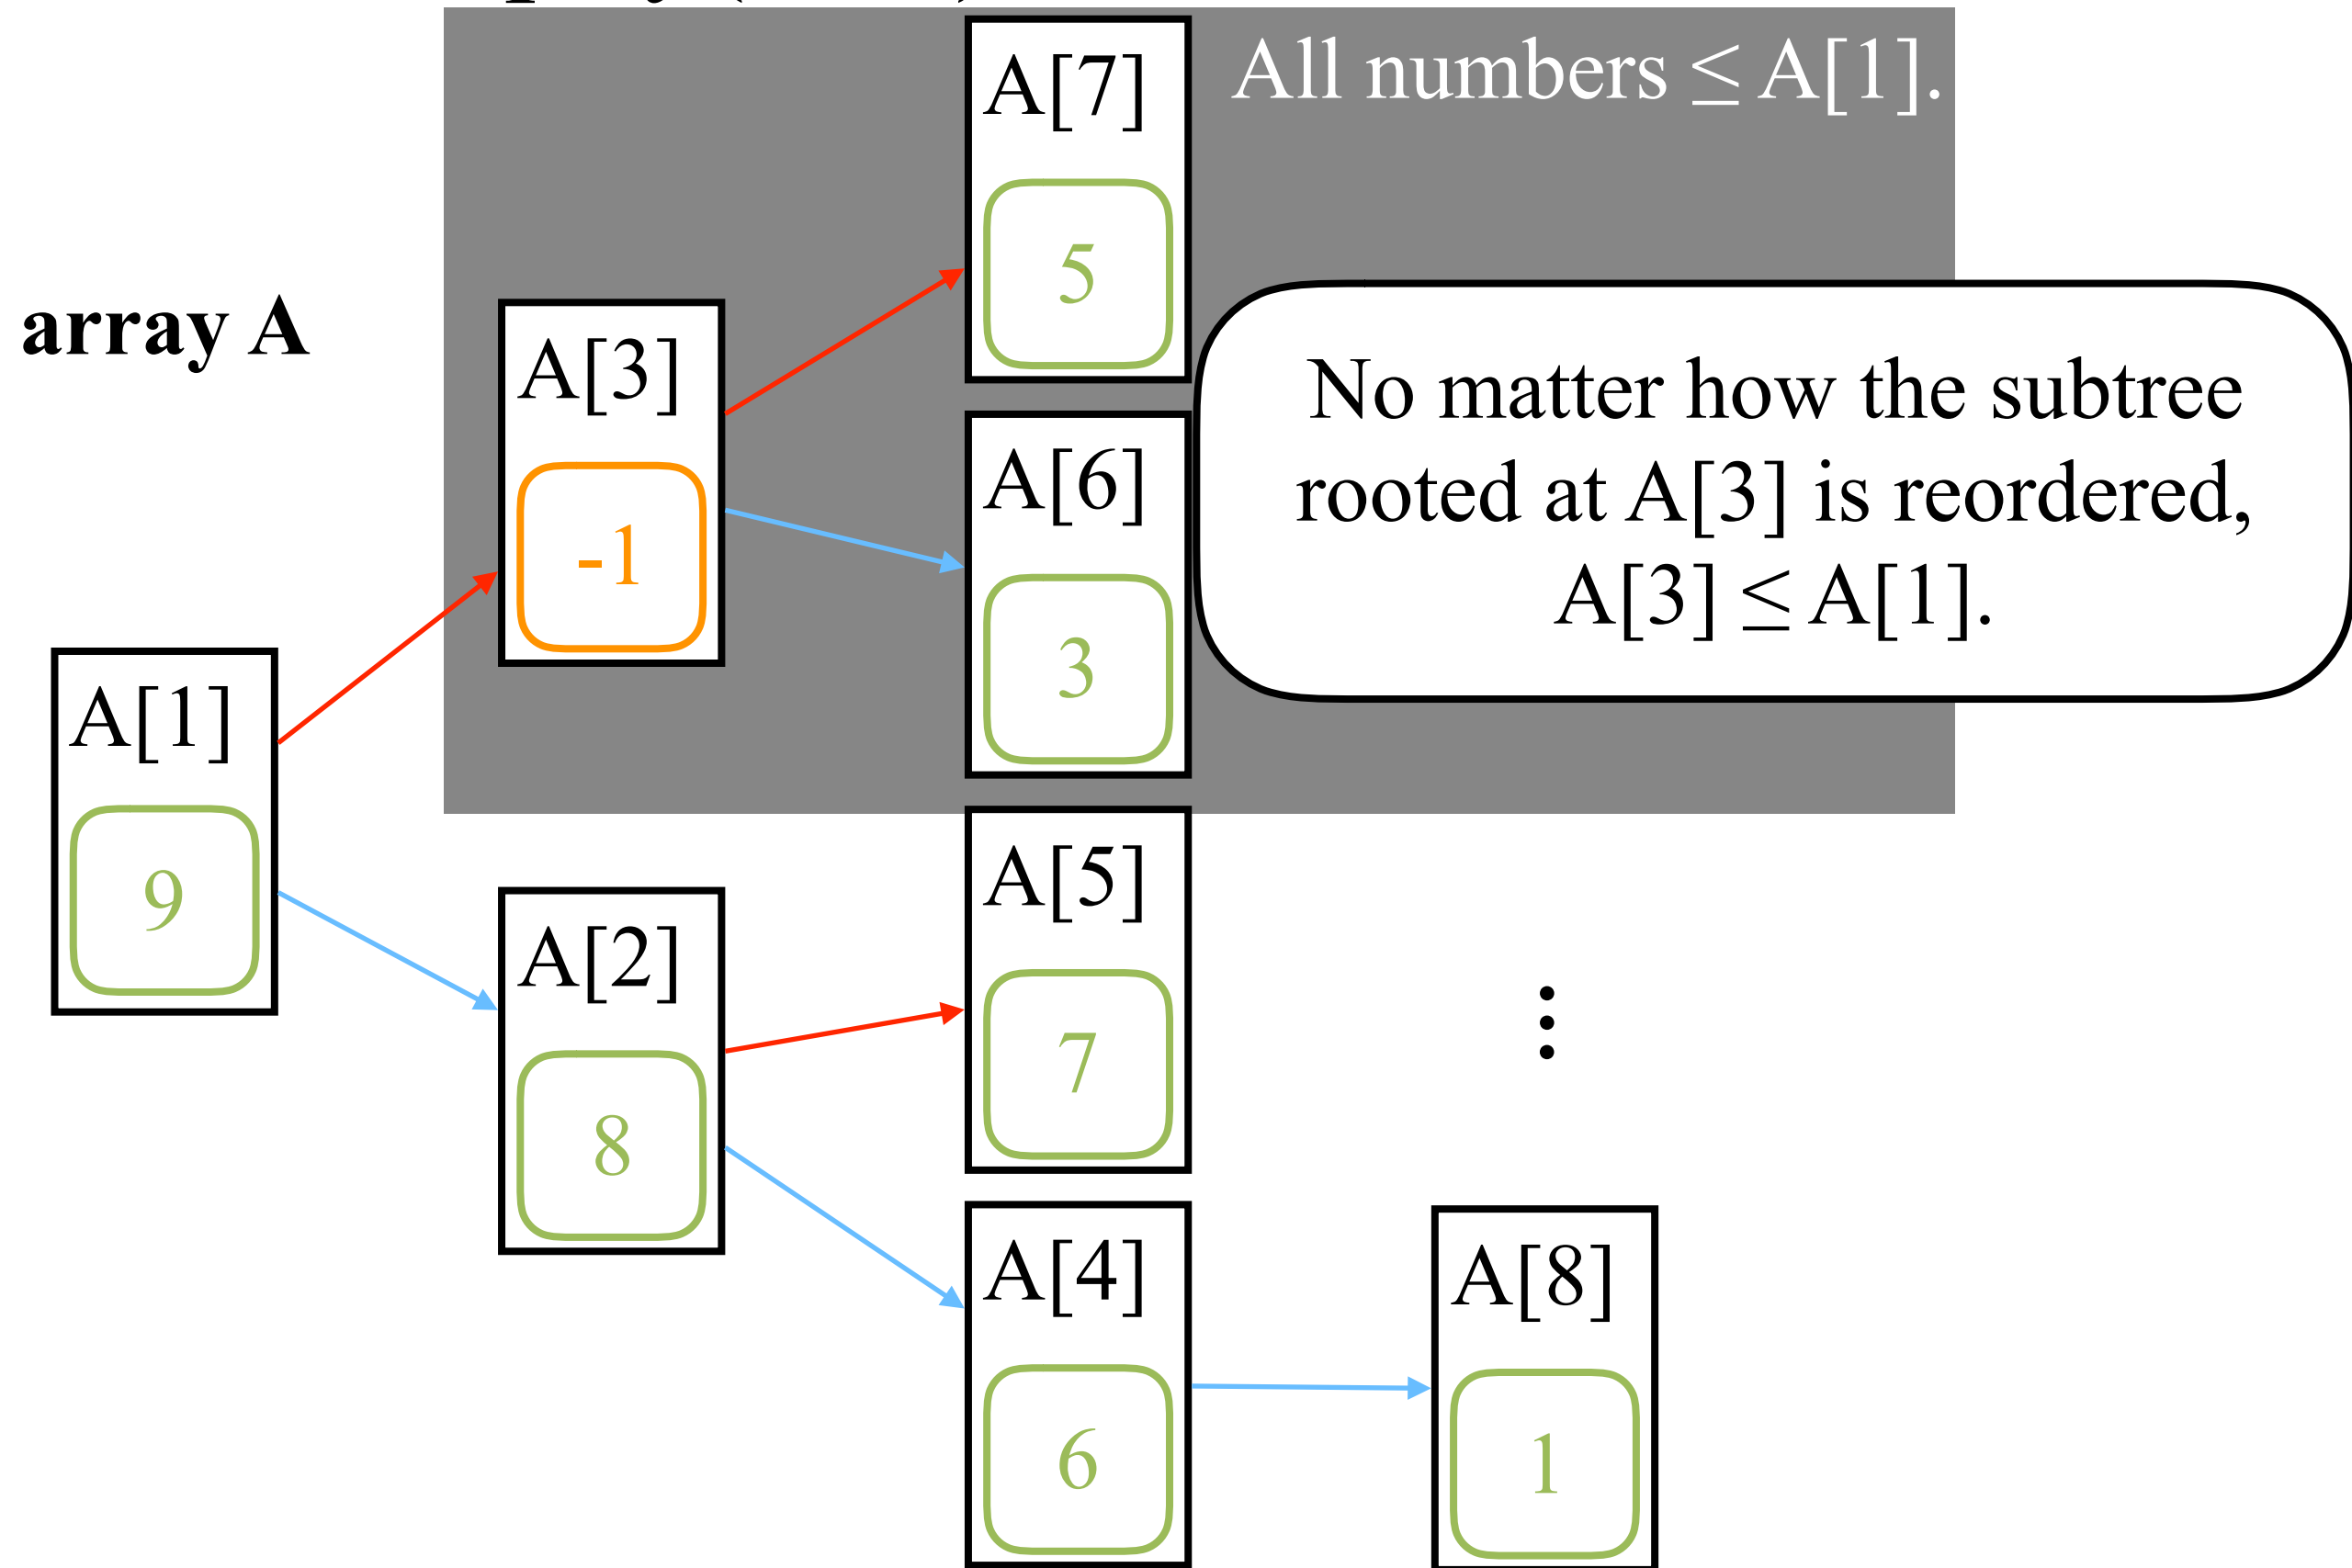 A[7]
All numbers ≤ A[1].
5
array A
A[3]
-1
A[6]
3
No matter how the subtree
rooted at A[3] is reordered,
A[3] ≤ A[1].
A[1]
9
A[2]
8
A[5]
7
A[4]
6
A[8]
1